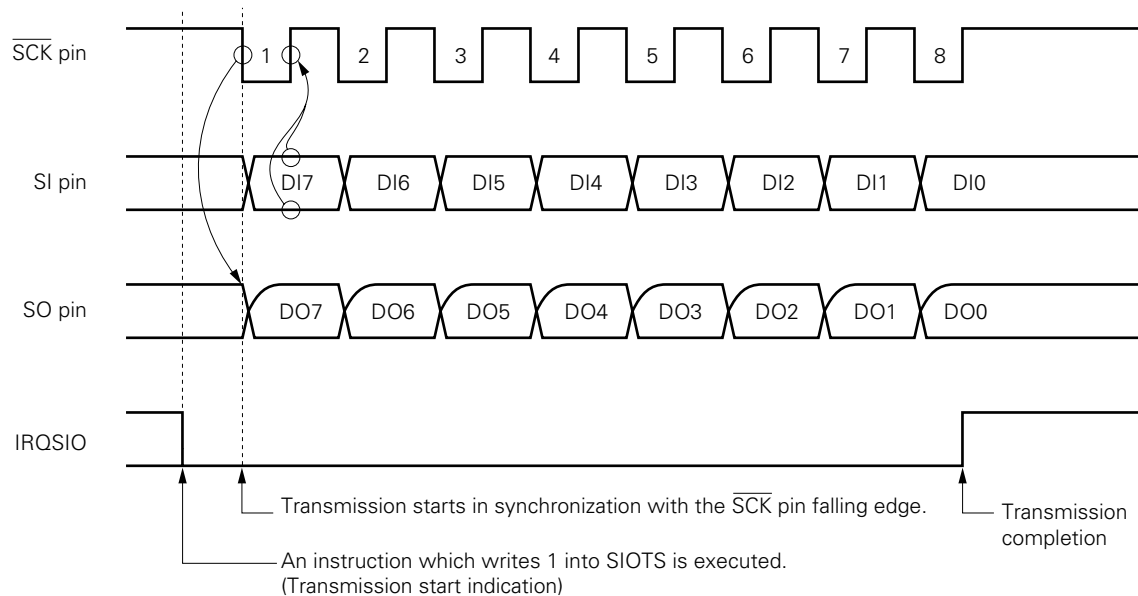 SCK pin 1 2 3 4 5 6 7 8
SI pin DI7 DI6 DI5 DI4 DI3 DI2 DI1 DI0
SO pin DO7 DO6 DO5 DO4 DO3 DO2 DO1 DO0
IRQSIO
Transmission starts in synchronization with the SCK pin falling edge.
Transmission
completion
An instruction which writes 1 into SIOTS is executed.
(Transmission start indication)